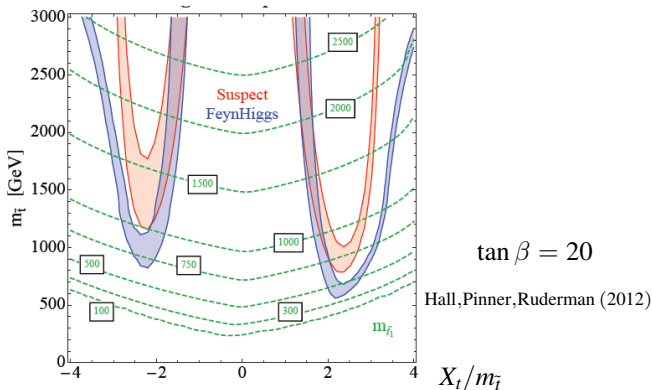 3000
2500
2000
1500
1000
500
0
m_t̃ [GeV]
Suspect
FeynHiggs
2500
2000
1500
1000
750
500
300
100
m_t̃₁
−4
−2
0
2
4
X_t/m_t̃
tan β = 20
Hall,Pinner,Ruderman (2012)